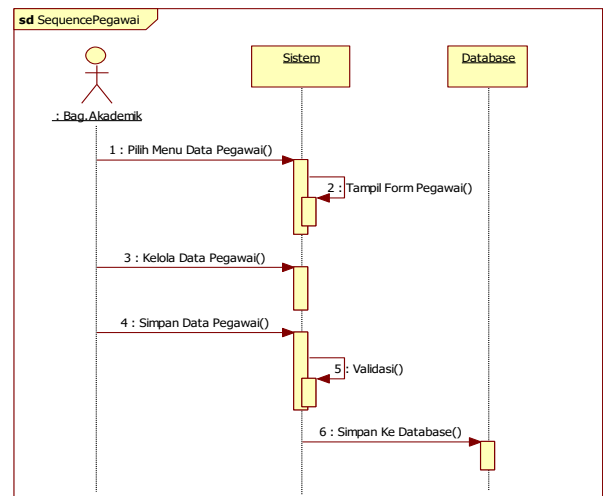 sd SequencePegawai
Sistem
Database
: Bag.Akademik
1 : Pilih Menu Data Pegawai()
2 : Tampil Form Pegawai()
3 : Kelola Data Pegawai()
4 : Simpan Data Pegawai()
5 : Validasi()
6 : Simpan Ke Database()